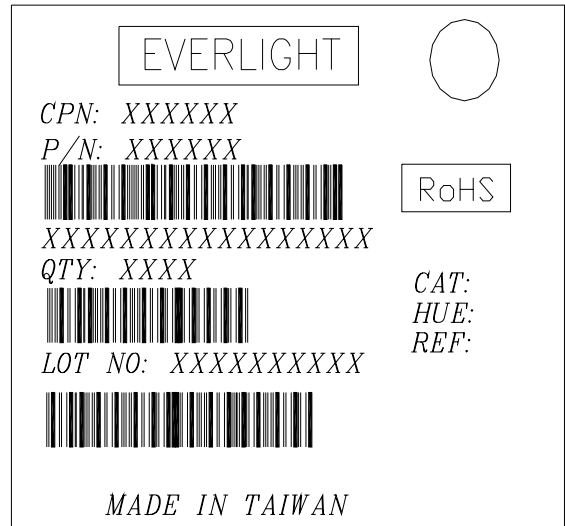 EVERLIGHT
CPN: XXXXXX
P/N: XXXXXX
RoHS
XXXXXXXXXXXXXXXXX
QTY: XXXX
CAT:
HUE:
REF:
LOT NO: XXXXXXXXXX
MADE IN TAIWAN